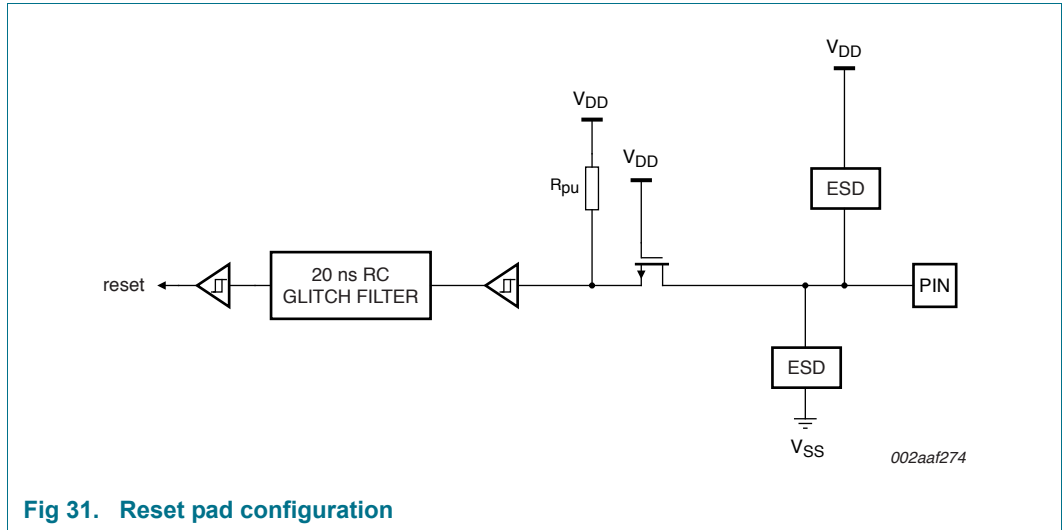 VDD
VDD
VDD
Rpu
ESD
reset
20 ns RC
GLITCH FILTER
PIN
ESD
VSS
002aaf274
Fig 31. Reset pad configuration